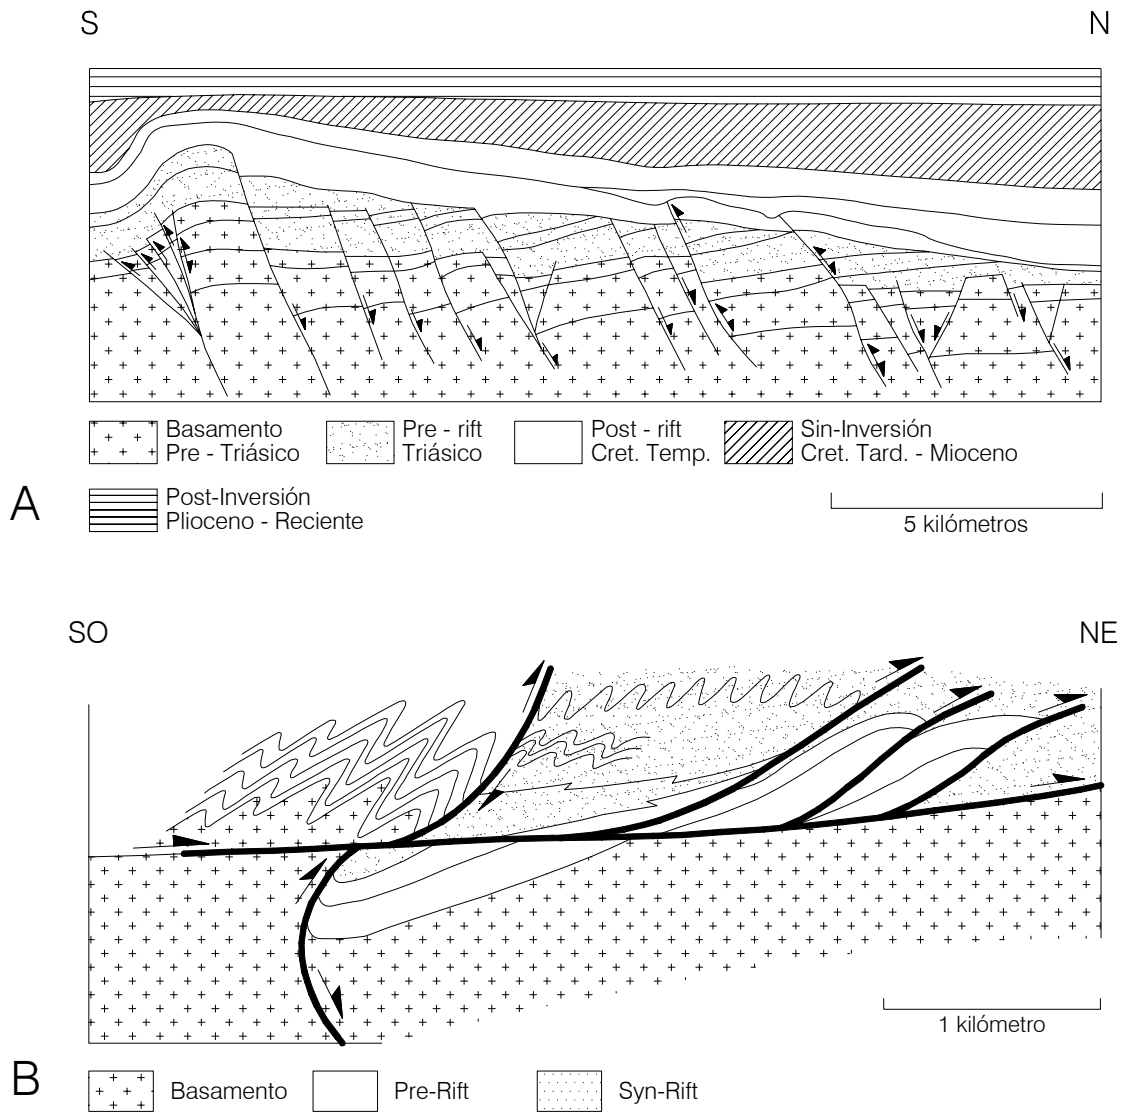 S
N
Basamento
Pre - Triásico
Pre - rift
Triásico
Post - rift
Cret. Temp.
Sin-Inversión
Cret. Tard. - Mioceno
A
Post-Inversión
Plioceno - Reciente
5 kilómetros
SO
NE
1 kilómetro
B
Basamento
Pre-Rift
Syn-Rift